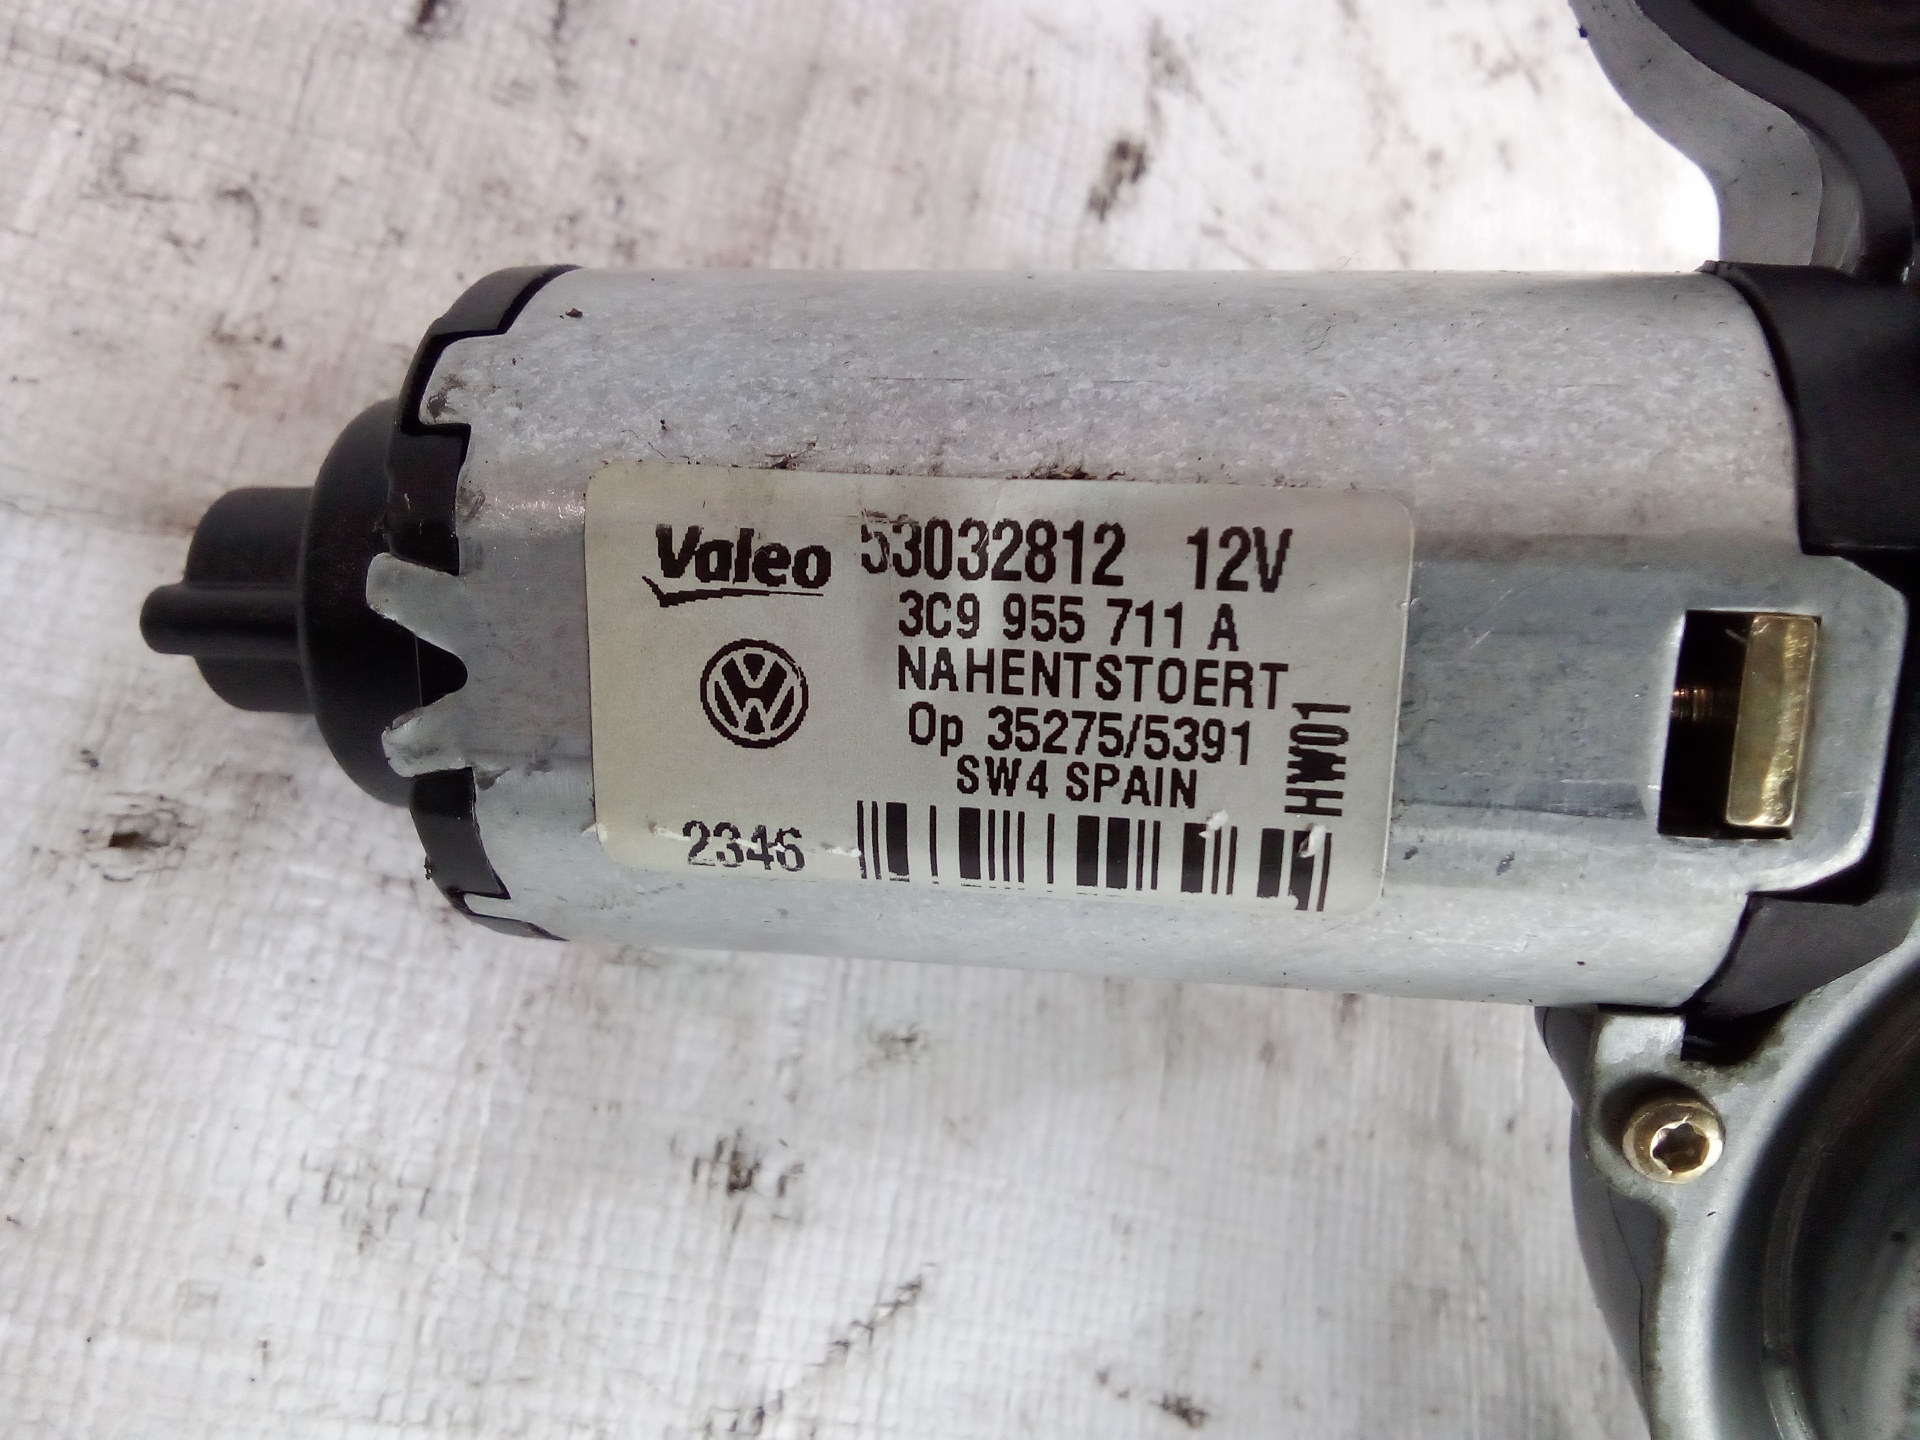 Valeo 53032812 12V
3C9 955 711 A
NAHENTSTOERT
Op 35275/5391
SW4 SPAIN
HW01
2346